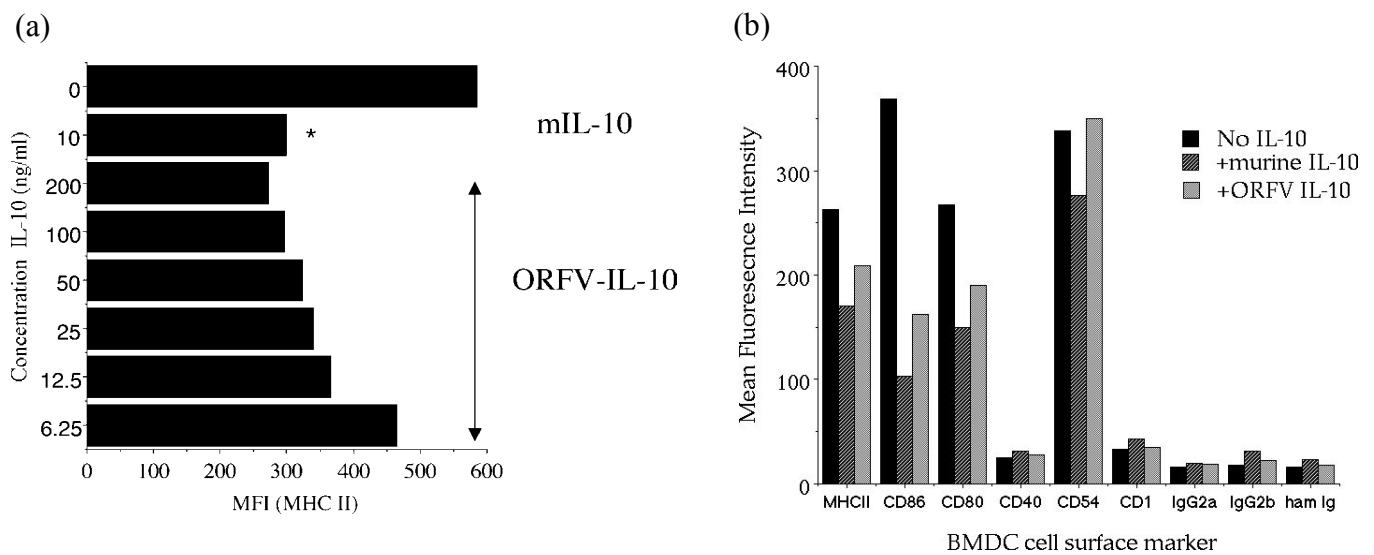 (a)
0
10
200
100
50
25
12.5
6.25
*
mIL-10
ORFV-IL-10
Concentration IL-10 (ng/ml)
0 100 200 300 400 500 600
MFI (MHC II)
(b)
400
300
200
100
0
Mean Fluoresecnce Intensity
No IL-10
+murine IL-10
+ORFV IL-10
MHCII CD86 CD80 CD40 CD54 CD1 IgG2a IgG2b ham Ig
BMDC cell surface marker